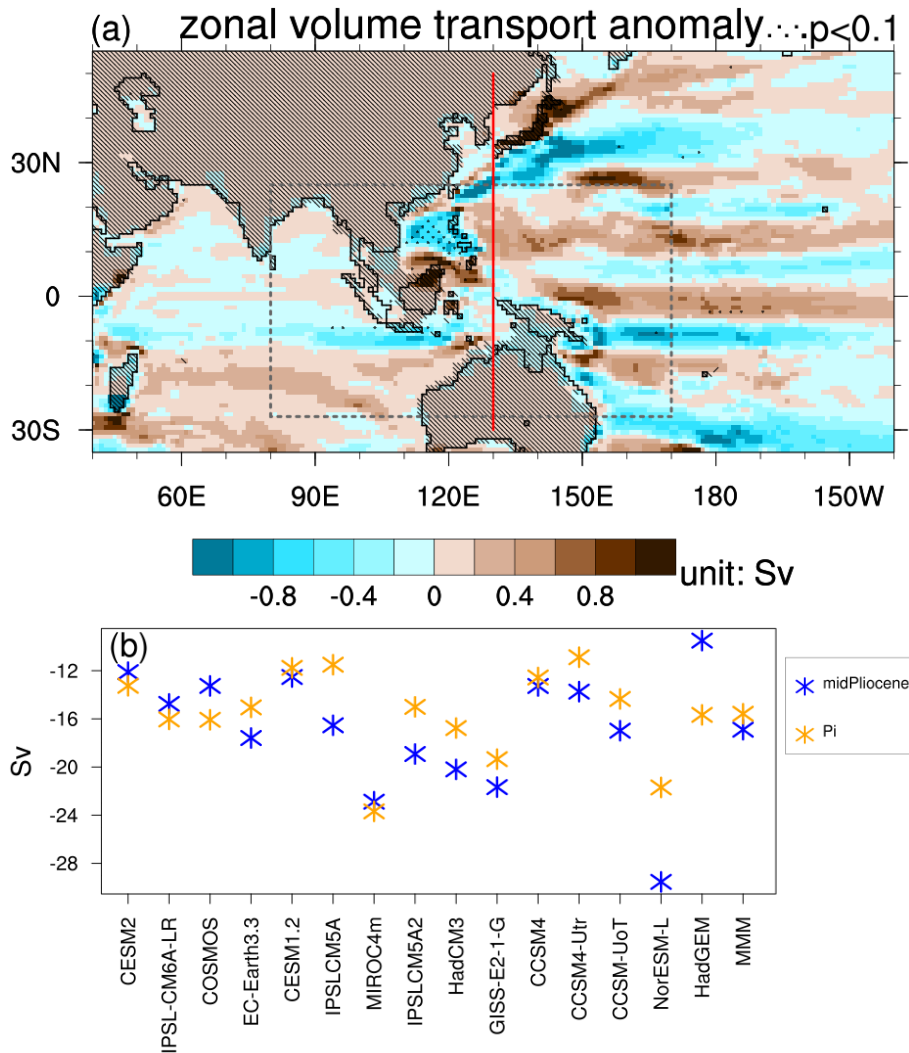 (a) zonal volume transport anomaly ···p<0.1
30N
0
30S
60E 90E 120E 150E 180 150W
-0.8 -0.4 0 0.4 0.8 unit: Sv
(b)
-12
-16
-20
-24
-28
Sv
midPliocene
Pi
CESM2
IPSL-CM6A-LR
COSMOS
EC-Earth3.3
CESM1.2
IPSLCM5A
MIROC4m
IPSLCM5A2
HadCM3
GISS-E2-1-G
CCSM4
CCSM4-Utr
CCSM-UoT
NorESM-L
HadGEM
MMM